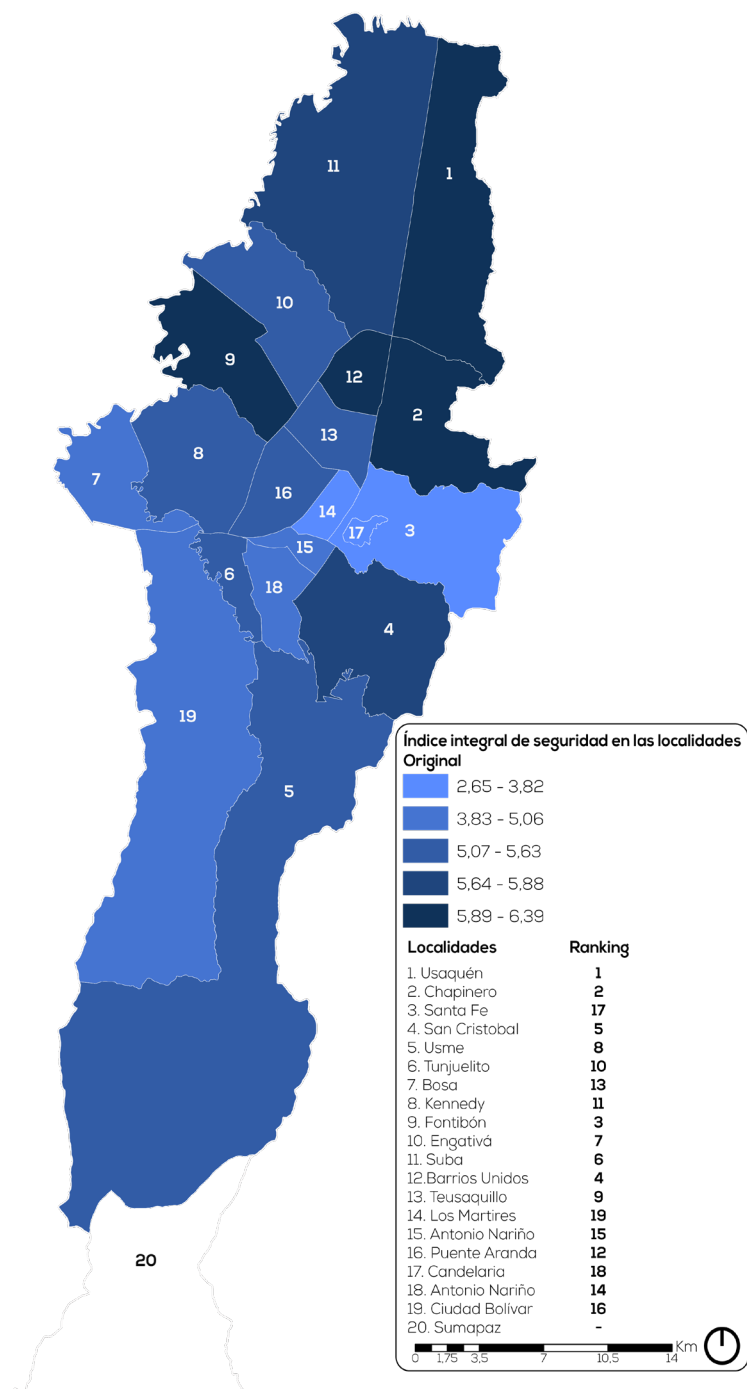 11
1
10
9
12
2
13
8
7
16
14
3
17
15
6
18
4
19
5
20
Índice integral de seguridad en las localidades
Original
2,65 - 3,82
3,83 - 5,06
5,07 - 5,63
5,64 - 5,88
5,89 - 6,39
Localidades Ranking
1. Usaquén 1
2. Chapinero 2
3. Santa Fe 17
4. San Cristobal 5
5. Usme 8
6. Tunjuelito 10
7. Bosa 13
8. Kennedy 11
9. Fontibón 3
10. Engativá 7
11. Suba 6
12.Barrios Unidos 4
13. Teusaquillo 9
14. Los Martires 19
15. Antonio Nariño 15
16. Puente Aranda 12
17. Candelaria 18
18. Antonio Nariño 14
19. Ciudad Bolívar 16
20. Sumapaz -
Km
0 1,75 3,5 7 10,5 14